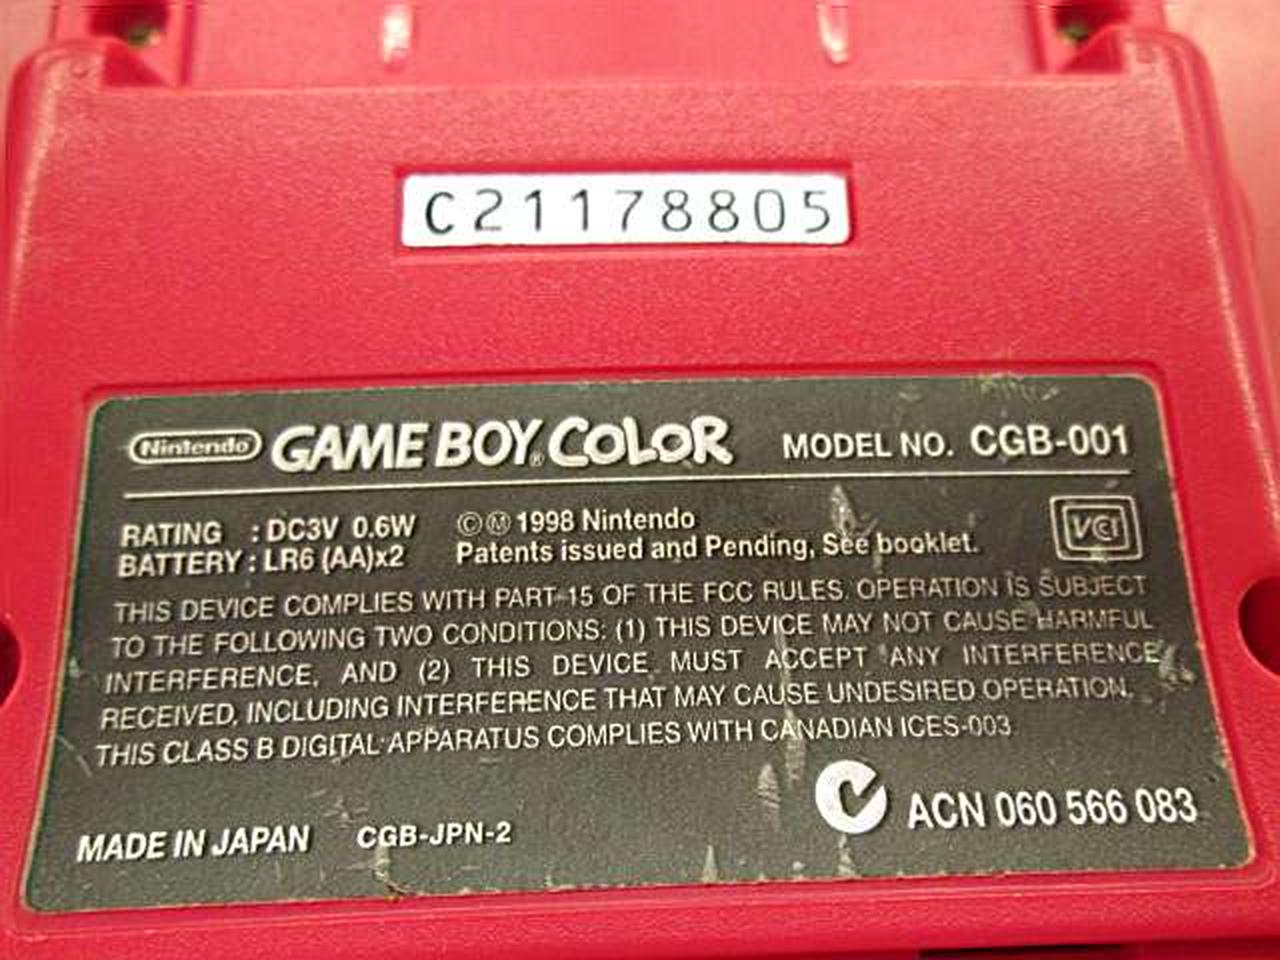 C21178805
Nintendo GAME BOY COLOR MODEL NO. CGB-001
RATING : DC3V 0.6W
BATTERY : LR6 (AA)x2
©Ⓜ 1998 Nintendo
Patents issued and Pending, See booklet.
VCI
THIS DEVICE COMPLIES WITH PART 15 OF THE FCC RULES. OPERATION IS SUBJECT
TO THE FOLLOWING TWO CONDITIONS: (1) THIS DEVICE MAY NOT CAUSE HARMFUL
INTERFERENCE, AND (2) THIS DEVICE MUST ACCEPT ANY INTERFERENCE
RECEIVED, INCLUDING INTERFERENCE THAT MAY CAUSE UNDESIRED OPERATION.
THIS CLASS B DIGITAL APPARATUS COMPLIES WITH CANADIAN ICES-003
MADE IN JAPAN CGB-JPN-2
ACN 060 566 083